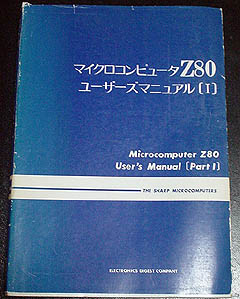 マイクロコンピュータZ80
ユーザーズマニュアル〔I〕
Microcomputer Z80
User's Manual 〔Part I〕
THE SHARP MICROCOMPUTERS
ELECTRONICS DIGEST COMPANY